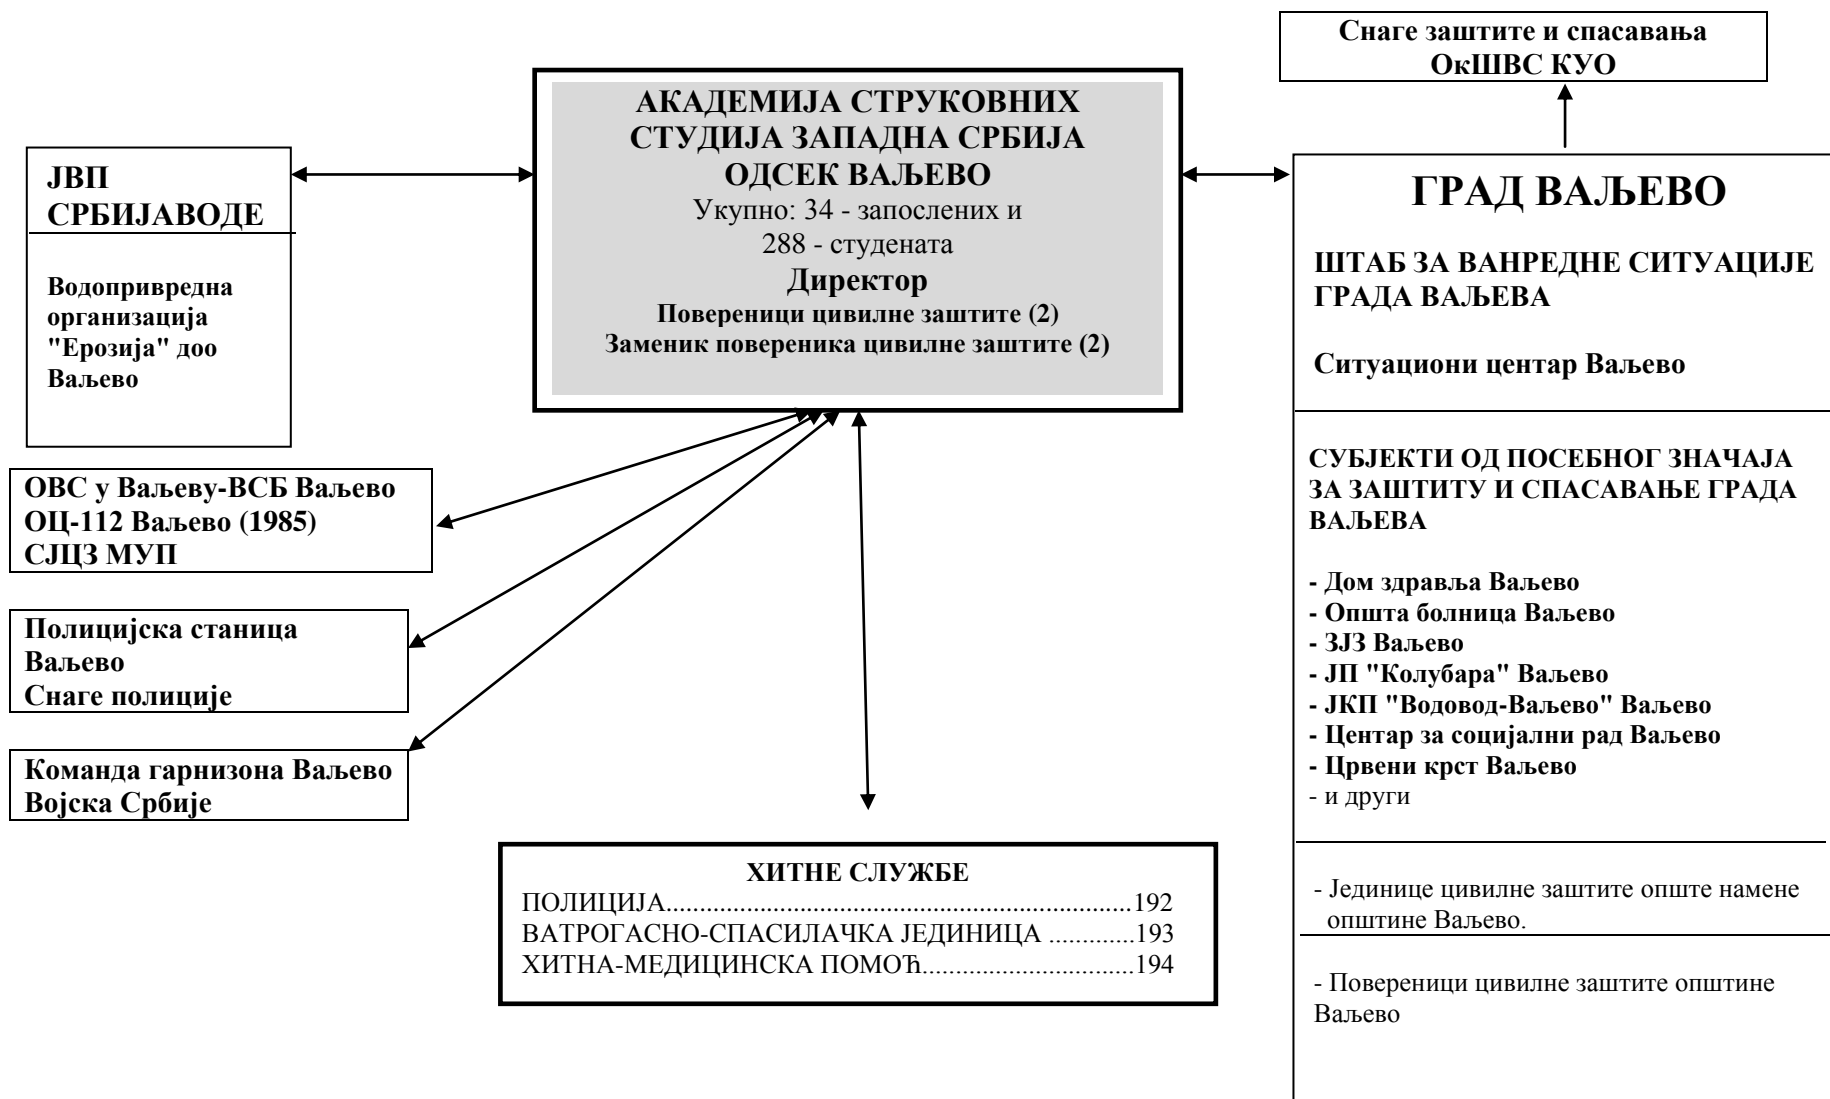 Снаге заштите и спасавања
ОкШВС КУО
АКАДЕМИЈА СТРУКОВНИХ
СТУДИЈА ЗАПАДНА СРБИЈА
ОДСЕК ВАЉЕВО
Укупно: 34 - запослених и
288 - студената
Директор
Повереници цивилне заштите (2)
Заменик повереника цивилне заштите (2)
ЈВП
СРБИЈАВОДЕ
Водопривредна
организација
"Ерозија" доо
Ваљево
ОВС у Ваљеву-ВСБ Ваљево
ОЦ-112 Ваљево (1985)
СЈЦЗ МУП
Полицијска станица
Ваљево
Снаге полиције
Команда гарнизона Ваљево
Војска Србије
ХИТНЕ СЛУЖБЕ
ПОЛИЦИЈА......................................................................192
ВАТРОГАСНО-СПАСИЛАЧКА ЈЕДИНИЦА .............193
ХИТНА-МЕДИЦИНСКА ПОМОЋ................................194
ГРАД ВАЉЕВО
ШТАБ ЗА ВАНРЕДНЕ СИТУАЦИЈЕ
ГРАДА ВАЉЕВА
Ситуациони центар Ваљево
СУБЈЕКТИ ОД ПОСЕБНОГ ЗНАЧАЈА
ЗА ЗАШТИТУ И СПАСАВАЊЕ ГРАДА
ВАЉЕВА
- Дом здравља Ваљево
- Општа болница Ваљево
- ЗЈЗ Ваљево
- ЈП "Колубара" Ваљево
- ЈКП "Водовод-Ваљево" Ваљево
- Центар за социјални рад Ваљево
- Црвени крст Ваљево
- и други
- Јединице цивилне заштите опште намене
општине Ваљево.
- Повереници цивилне заштите општине
Ваљево